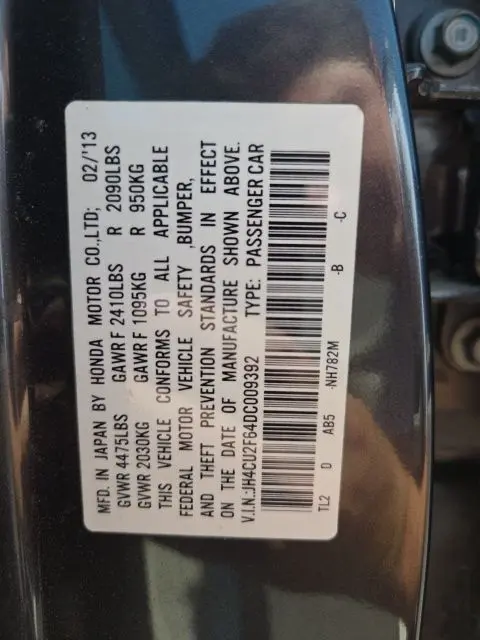 MFD. IN JAPAN BY HONDA MOTOR CO.,LTD; 02/'13
GVWR 4475LBS GAWR F 2410LBS R 2090LBS
GVWR 2030KG GAWR F 1095KG R 950KG
THIS VEHICLE CONFORMS TO ALL APPLICABLE
FEDERAL MOTOR VEHICLE SAFETY ,BUMPER,
AND THEFT PREVENTION STANDARDS IN EFFECT
ON THE DATE OF MANUFACTURE SHOWN ABOVE.
V.I.N.:JH4CU2F64DC009392 TYPE: PASSENGER CAR
TL2 D AB5 -NH782M -B -C